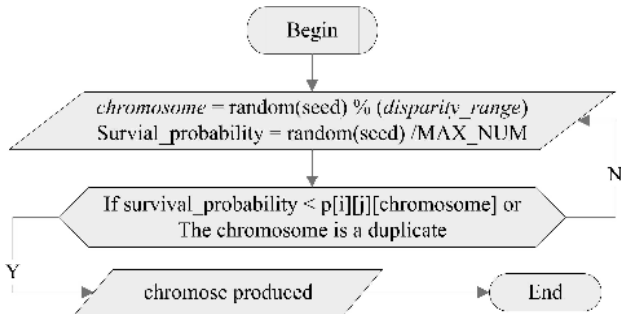 Begin
chromosome = random(seed) % (disparity_range)
Survial_probability = random(seed) /MAX_NUM
N
If survival_probability < p[i][j][chromosome] or
The chromosome is a duplicate
Y
chromose produced
End